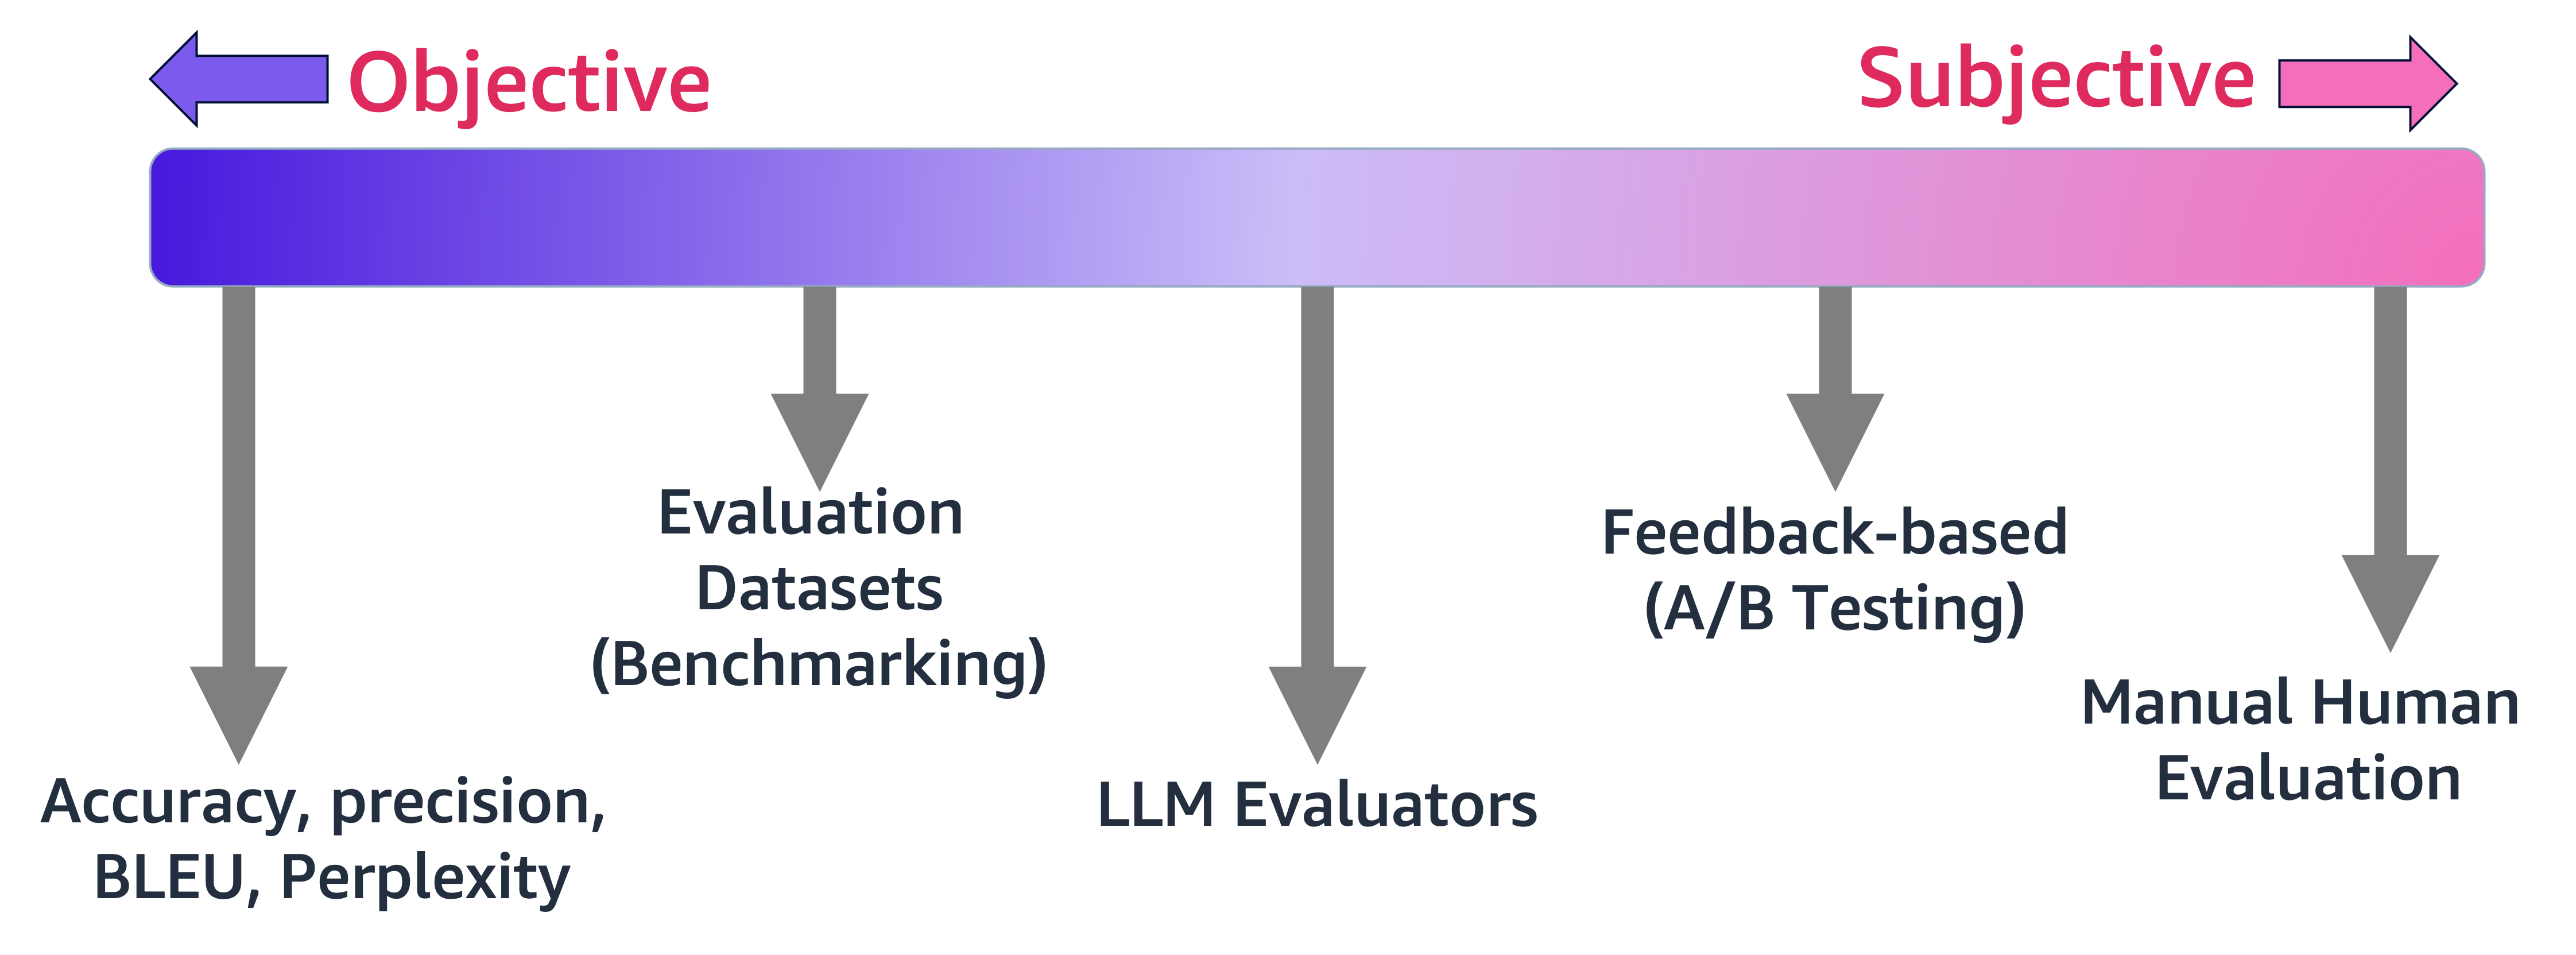 Objective
Subjective
Accuracy, precision,
BLEU, Perplexity
Evaluation
Datasets
(Benchmarking)
LLM Evaluators
Feedback-based
(A/B Testing)
Manual Human
Evaluation